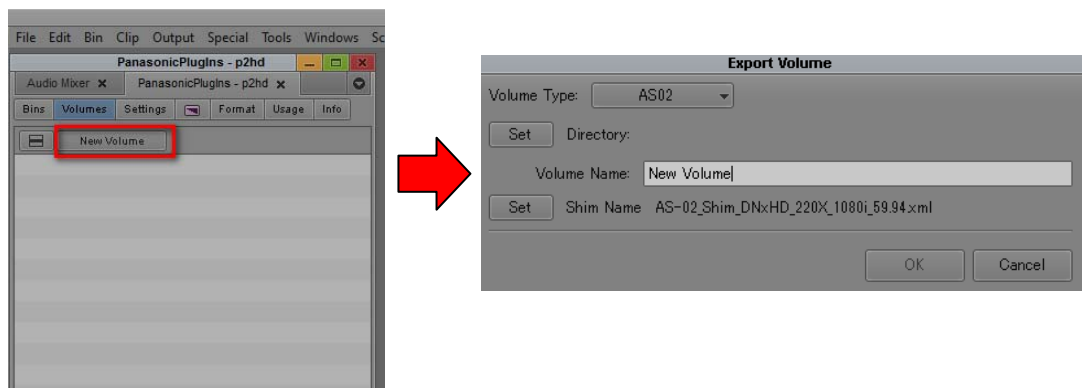 File Edit Bin Clip Output Special Tools Windows Sc
PanasonicPlugIns - p2hd
Audio Mixer PanasonicPlugIns - p2hd
Bins Volumes Settings Format Usage Info
New Volume
Export Volume
Volume Type: AS02
Set Directory:
Volume Name: New Volume
Set Shim Name AS-02_Shim_DNxHD_220X_1080i_59.94.xml
OK Cancel